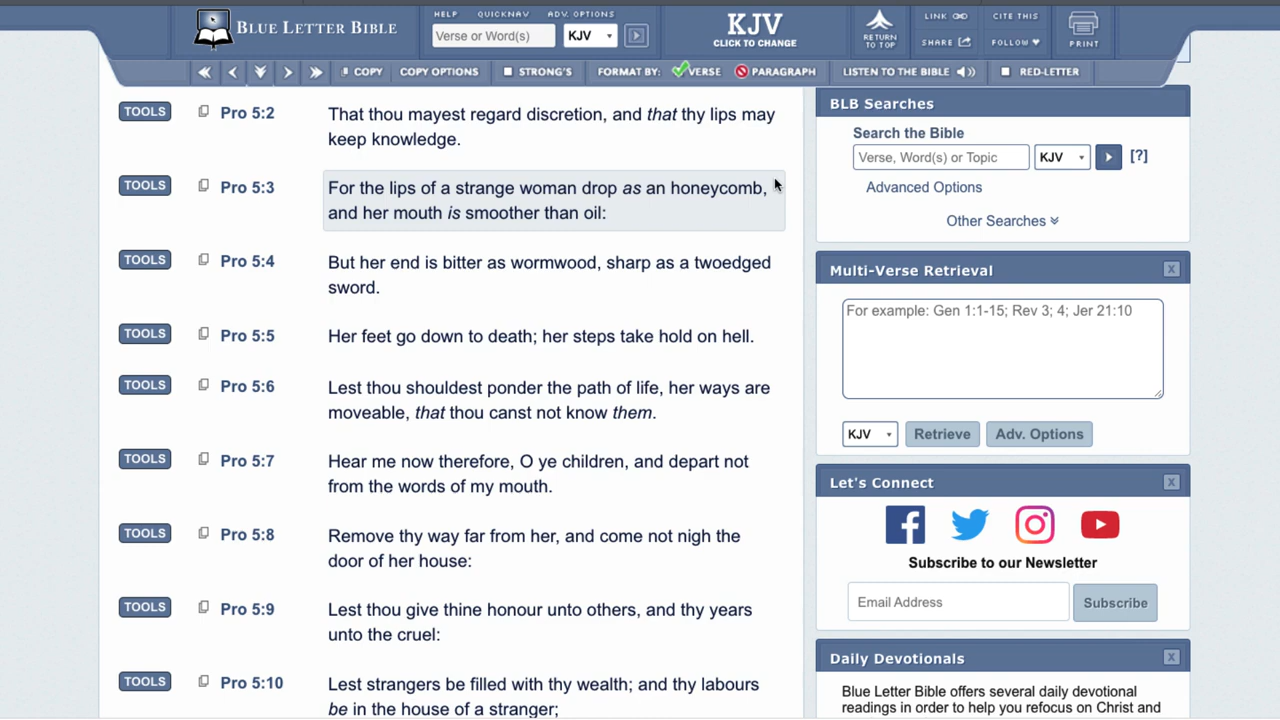 BLUE LETTER BIBLE
HELP QUICKNAV ADV. OPTIONS
Verse or Word(s) KJV
KJV
CLICK TO CHANGE
RETURN
TO TOP
LINK CITE THIS
SHARE FOLLOW
PRINT
COPY COPY OPTIONS STRONG'S FORMAT BY: VERSE PARAGRAPH LISTEN TO THE BIBLE RED-LETTER
TOOLS Pro 5:2 That thou mayest regard discretion, and that thy lips may
keep knowledge.
TOOLS Pro 5:3 For the lips of a strange woman drop as an honeycomb,
and her mouth is smoother than oil:
TOOLS Pro 5:4 But her end is bitter as wormwood, sharp as a twoedged
sword.
TOOLS Pro 5:5 Her feet go down to death; her steps take hold on hell.
TOOLS Pro 5:6 Lest thou shouldest ponder the path of life, her ways are
moveable, that thou canst not know them.
TOOLS Pro 5:7 Hear me now therefore, O ye children, and depart not
from the words of my mouth.
TOOLS Pro 5:8 Remove thy way far from her, and come not nigh the
door of her house:
TOOLS Pro 5:9 Lest thou give thine honour unto others, and thy years
unto the cruel:
TOOLS Pro 5:10 Lest strangers be filled with thy wealth; and thy labours
be in the house of a stranger;
BLB Searches
Search the Bible
Verse, Word(s) or Topic KJV [?]
Advanced Options
Other Searches
Multi-Verse Retrieval X
For example: Gen 1:1-15; Rev 3; 4; Jer 21:10
KJV Retrieve Adv. Options
Let's Connect X
Subscribe to our Newsletter
Email Address Subscribe
Daily Devotionals X
Blue Letter Bible offers several daily devotional
readings in order to help you refocus on Christ and